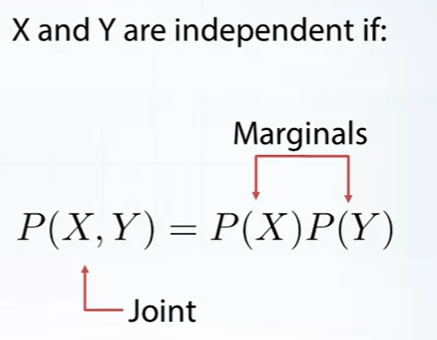 X and Y are independent if:
Marginals
P(X, Y) = P(X)P(Y)
Joint